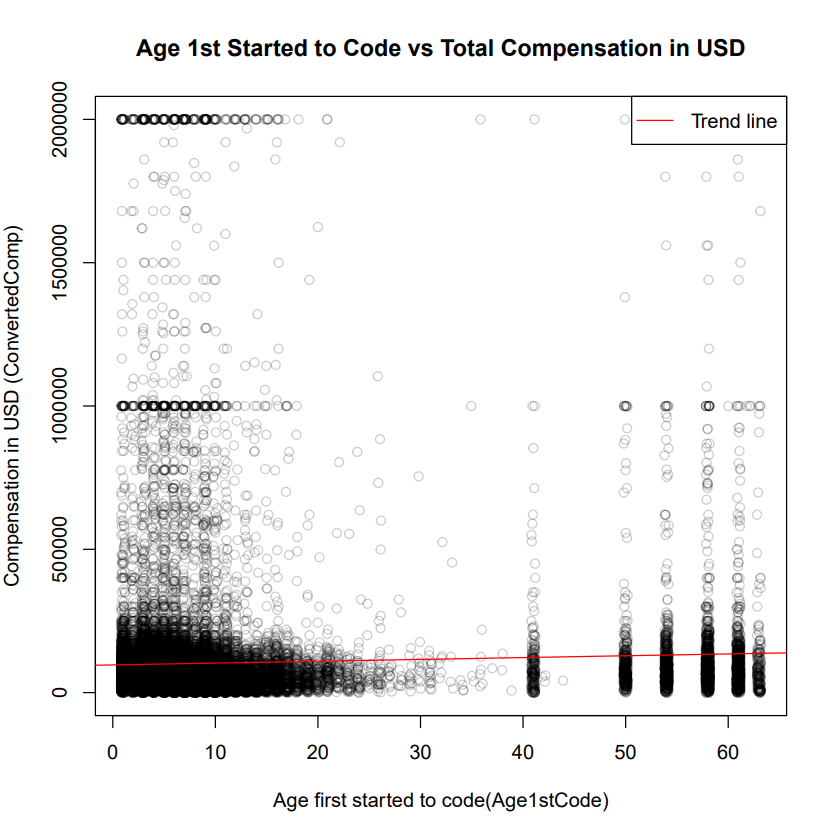 Age 1st Started to Code vs Total Compensation in USD
Trend line
Compensation in USD (ConvertedComp)
2000000
1500000
1000000
500000
0
0 10 20 30 40 50 60
Age first started to code(Age1stCode)